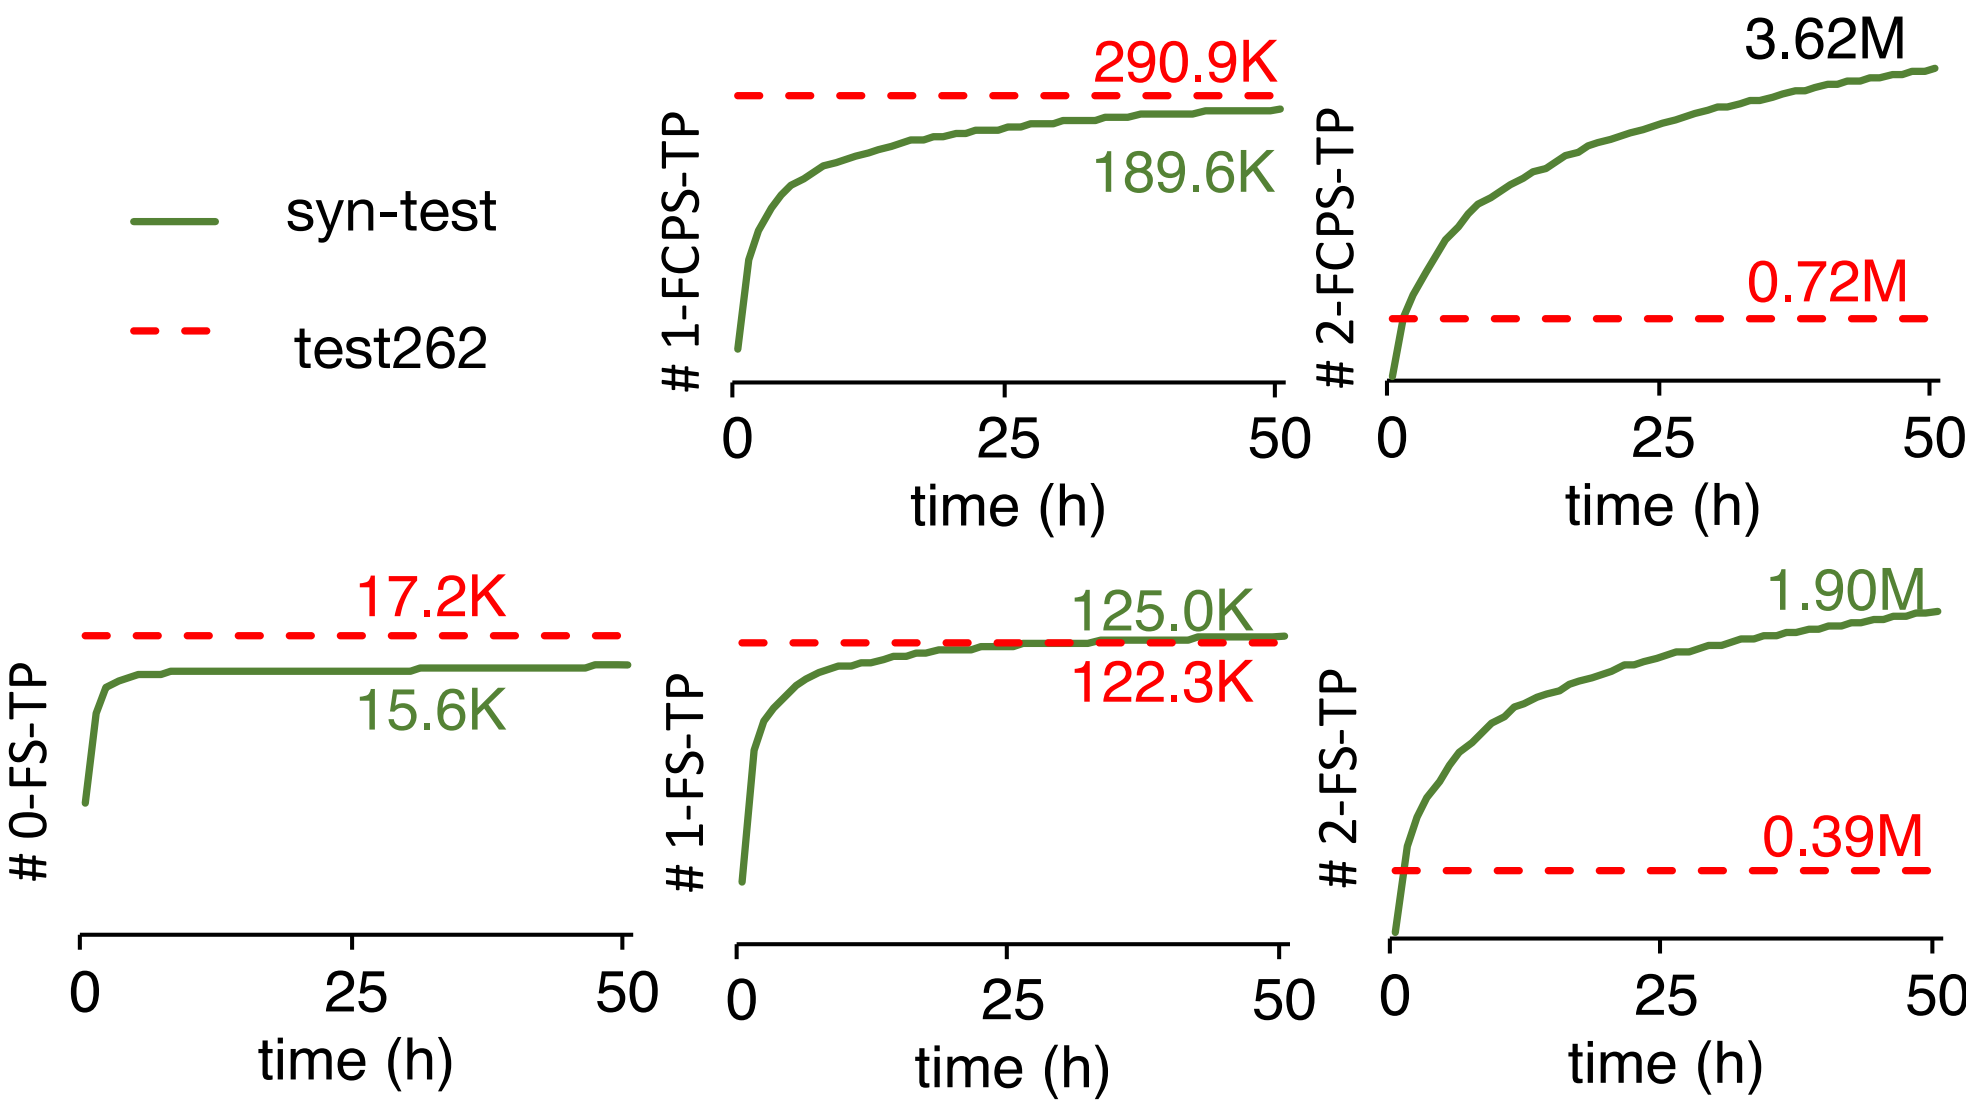 syn-test
test262
# 1-FCPS-TP
290.9K
189.6K
0
25
50
time (h)
# 2-FCPS-TP
3.62M
0.72M
0
25
50
time (h)
# 0-FS-TP
17.2K
15.6K
0
25
50
time (h)
# 1-FS-TP
125.0K
122.3K
0
25
50
time (h)
# 2-FS-TP
1.90M
0.39M
0
25
50
time (h)